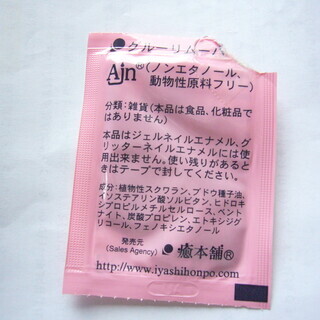 ●グルーリムーバー
Ajn®(ノンエタノール、
動物性原料フリー)
分類：雑貨(本品は食品、化粧品で
はありません)
本品はジェルネイルエナメル、グ
リッターネイルエナメルには使
用出来ません。使い残りがあると
きはテープで封してください。
成分：植物性スクワラン、ブドウ種子油、
イソステアリン酸ソルビタン、ヒドロキ
シプロピルメチルセルロース、ベント
ナイト、炭酸プロピレン、エトキシジグ
リコール、フェノキシエタノール
発売元
(Sales Agency)
●癒本舗®
http://www.iyashihonpo.com